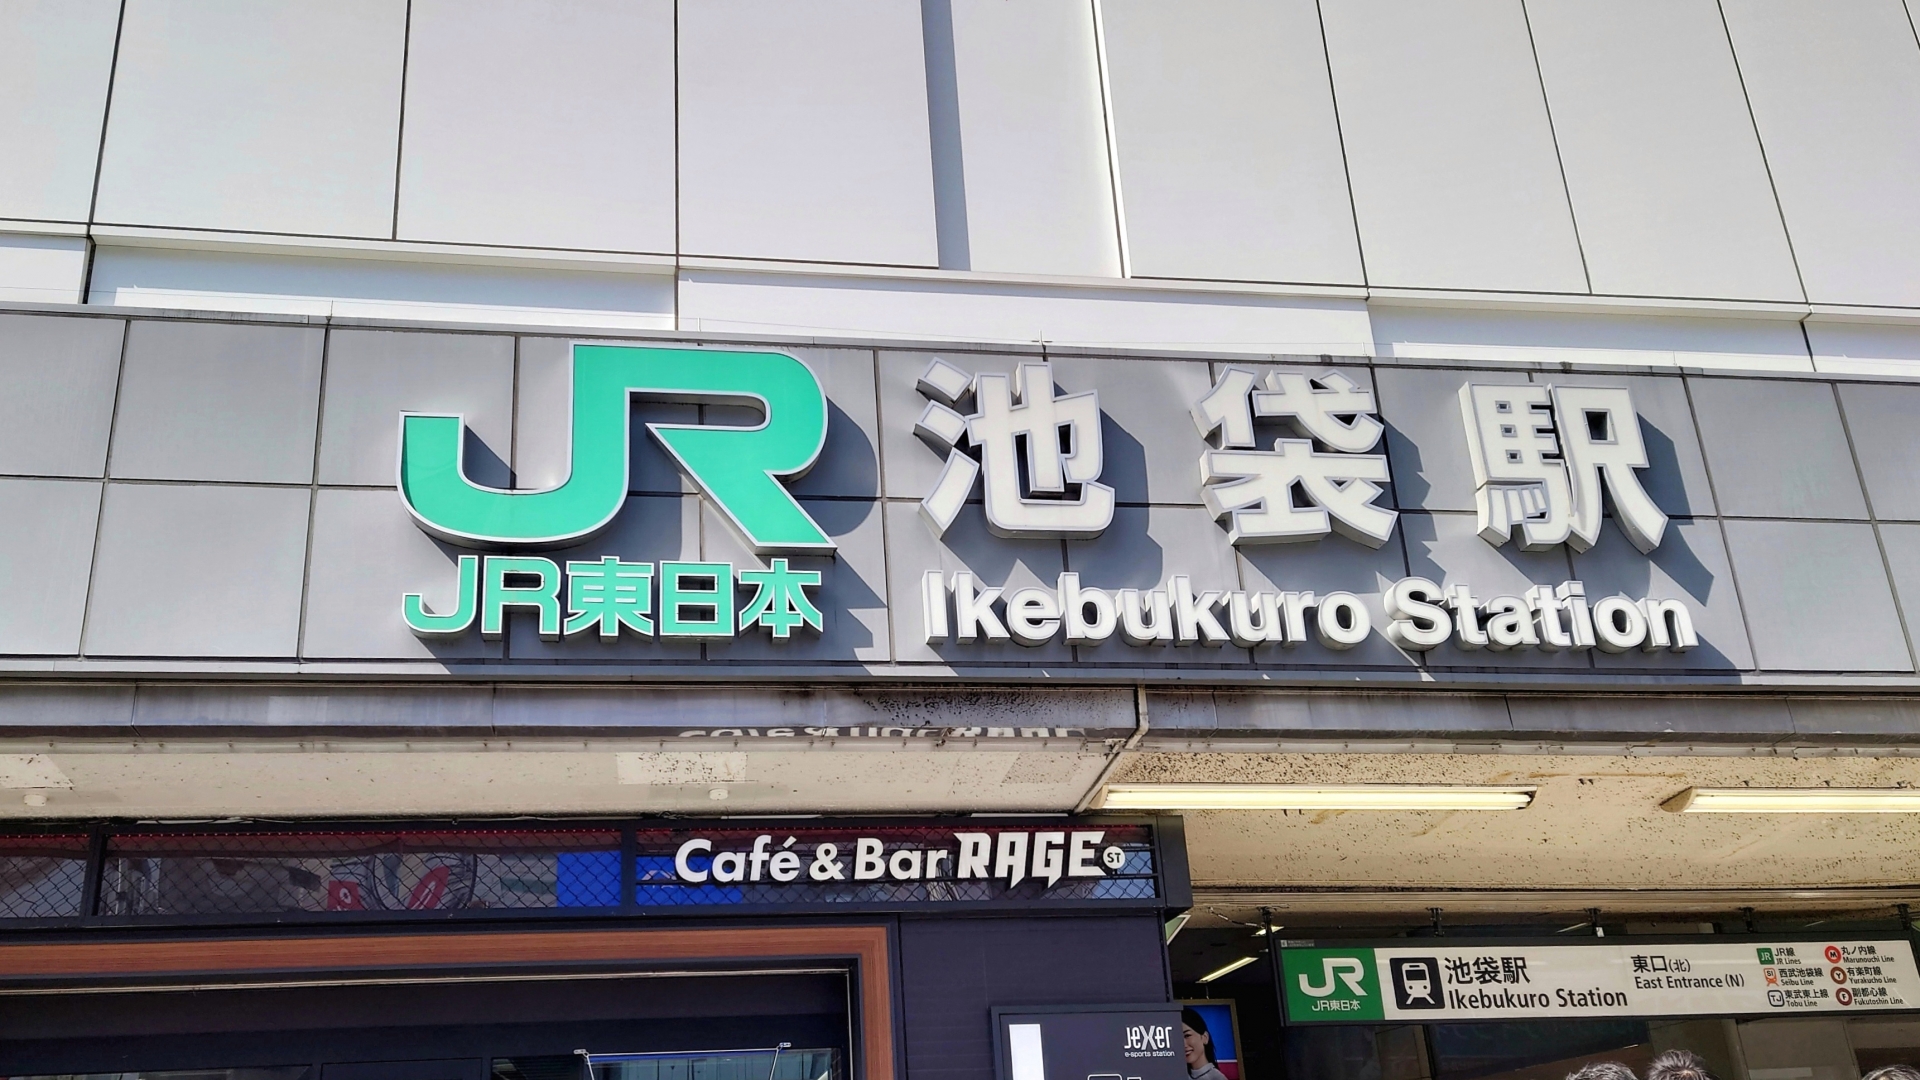 JR
JR東日本
池袋駅
Ikebukuro Station
Café & Bar RAGE ST
JEXER
e-sports station
JR
JR東日本
池袋駅
Ikebukuro Station
東口(北)
East Entrance (N)
JR JR線
JR Lines
SI 西武池袋線
Seibu Line
TJ 東武東上線
Tobu Line
M 丸ノ内線
Marunouchi Line
Y 有楽町線
Yurakucho Line
F 副都心線
Fukutoshin Line